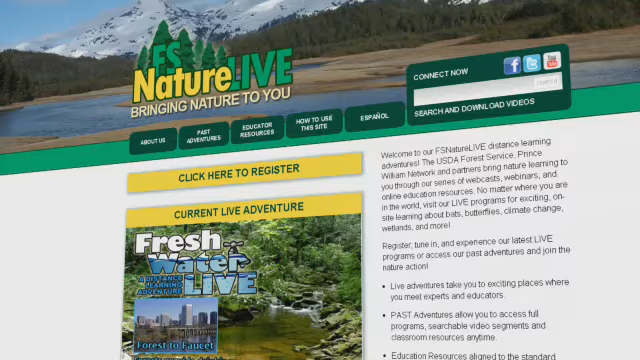 FS
NatureLIVE
BRINGING NATURE TO YOU
CONNECT NOW
SEARCH
SEARCH AND DOWNLOAD VIDEOS
ABOUT US
PAST ADVENTURES
EDUCATOR RESOURCES
HOW TO USE THIS SITE
ESPAÑOL
CLICK HERE TO REGISTER
CURRENT LIVE ADVENTURE
Fresh
Water
LIVE
A DISTANCE
LEARNING
ADVENTURE
Forest to Faucet
Welcome to our FSNatureLIVE distance learning
adventures! The USDA Forest Service, Prince
William Network and partners bring nature learning to
you through our series of webcasts, webinars, and
online education resources. No matter where you are
in the world, visit our LIVE programs for exciting, on-
site learning about bats, butterflies, climate change,
wetlands, and more!
Register, tune in, and experience our latest LIVE
programs or access our past adventures and join the
nature action!
• Live adventures take you to exciting places where
you meet experts and educators.
• PAST Adventures allow you to access full
programs, searchable video segments and
classroom resources anytime.
• Education Resources aligned to the standard